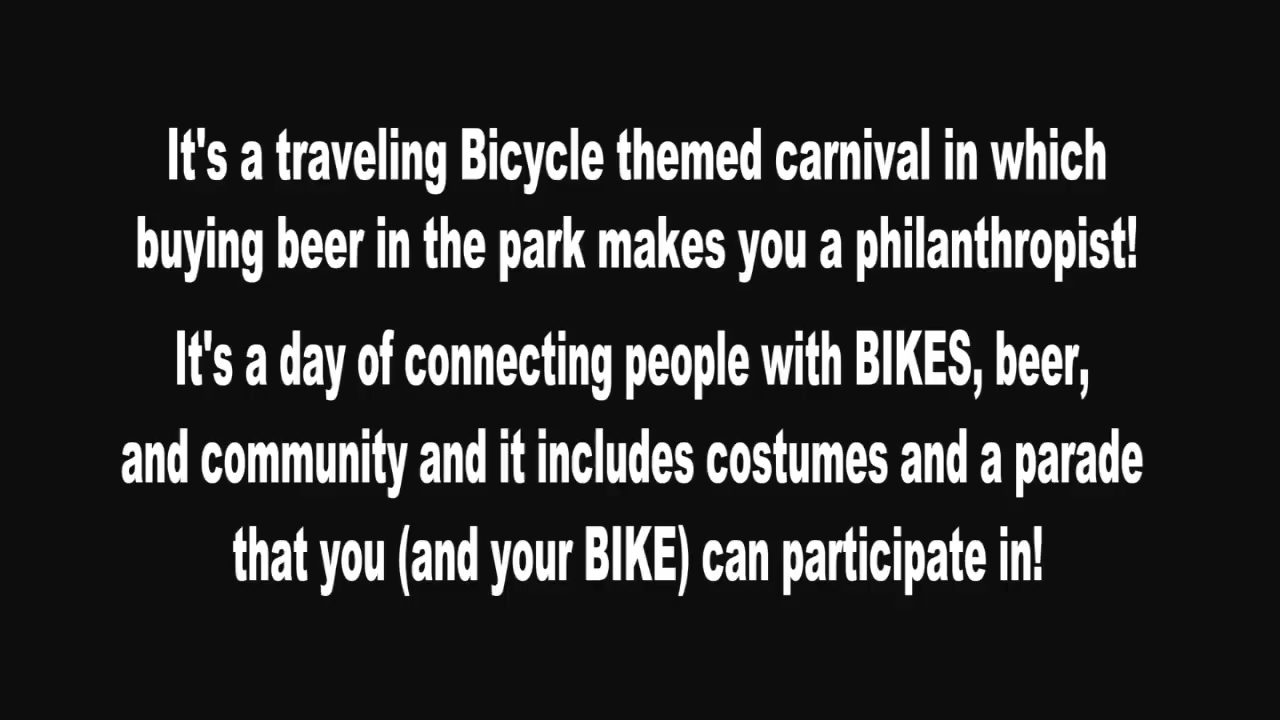 It's a traveling Bicycle themed carnival in which
buying beer in the park makes you a philanthropist!
It's a day of connecting people with BIKES, beer,
and community and it includes costumes and a parade
that you (and your BIKE) can participate in!